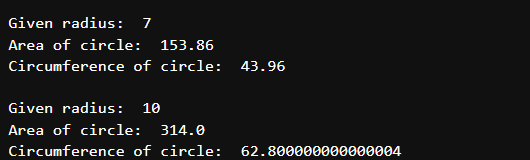 Given radius:  7
Area of circle:  153.86
Circumference of circle:  43.96
Given radius:  10
Area of circle:  314.0
Circumference of circle:  62.800000000000004